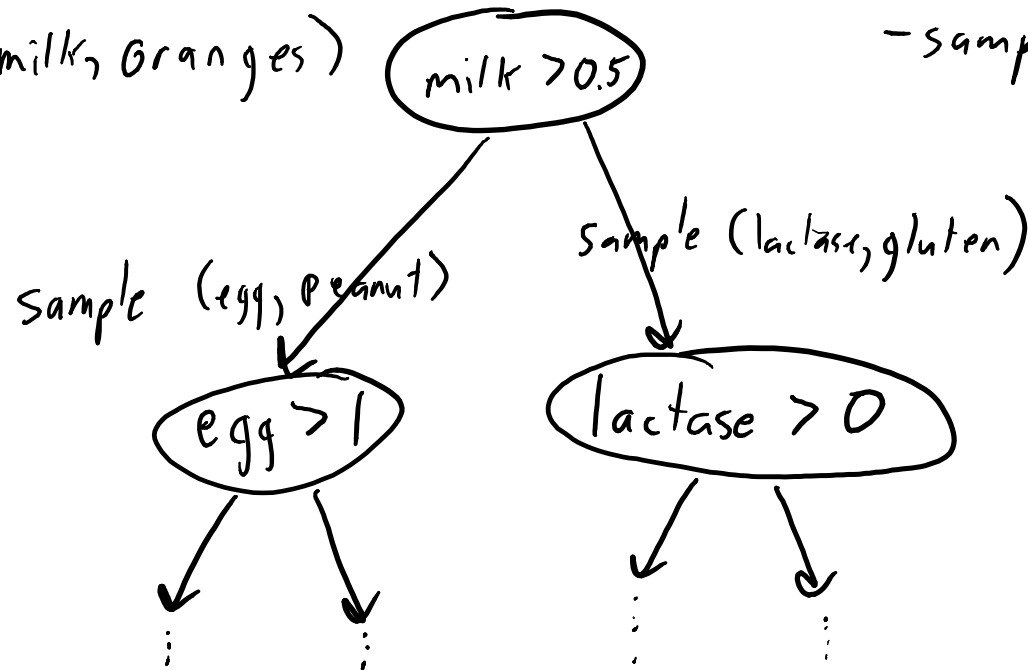 milk, oranges)
milk > 0.5
- samp
sample (lactase, gluten)
sample (egg, peanut)
egg > 1
lactase > 0